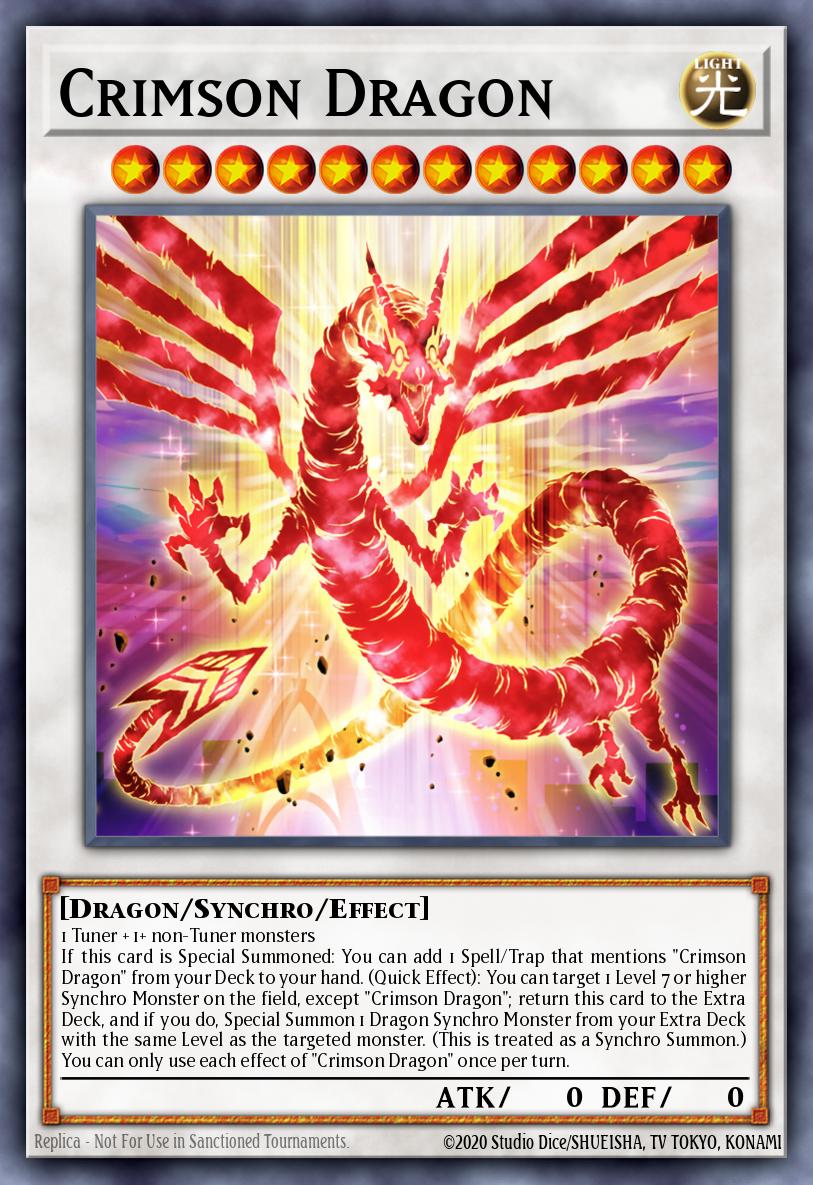 Crimson Dragon
LIGHT
光
[Dragon/Synchro/Effect]
1 Tuner + 1+ non-Tuner monsters
If this card is Special Summoned: You can add 1 Spell/Trap that mentions "Crimson
Dragon" from your Deck to your hand. (Quick Effect): You can target 1 Level 7 or higher
Synchro Monster on the field, except "Crimson Dragon"; return this card to the Extra
Deck, and if you do, Special Summon 1 Dragon Synchro Monster from your Extra Deck
with the same Level as the targeted monster. (This is treated as a Synchro Summon.)
You can only use each effect of "Crimson Dragon" once per turn.
ATK/ 0 DEF/ 0
Replica - Not For Use in Sanctioned Tournaments. ©2020 Studio Dice/SHUEISHA, TV TOKYO, KONAMI